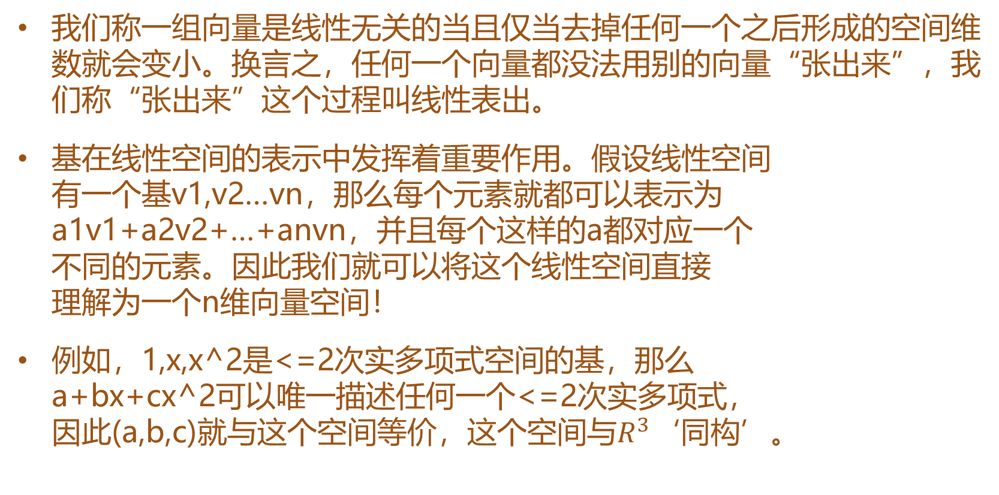 • 我们称一组向量是线性无关的当且仅当去掉任何一个之后形成的空间维
数就会变小。换言之，任何一个向量都没法用别的向量“张出来”，我
们称“张出来”这个过程叫线性表出。
• 基在线性空间的表示中发挥着重要作用。假设线性空间
有一个基v1,v2…vn，那么每个元素就都可以表示为
a1v1+a2v2+…+anvn，并且每个这样的a都对应一个
不同的元素。因此我们就可以将这个线性空间直接
理解为一个n维向量空间！
• 例如，1,x,x^2是<=2次实多项式空间的基，那么
a+bx+cx^2可以唯一描述任何一个<=2次实多项式，
因此(a,b,c)就与这个空间等价，这个空间与R³‘同构’。